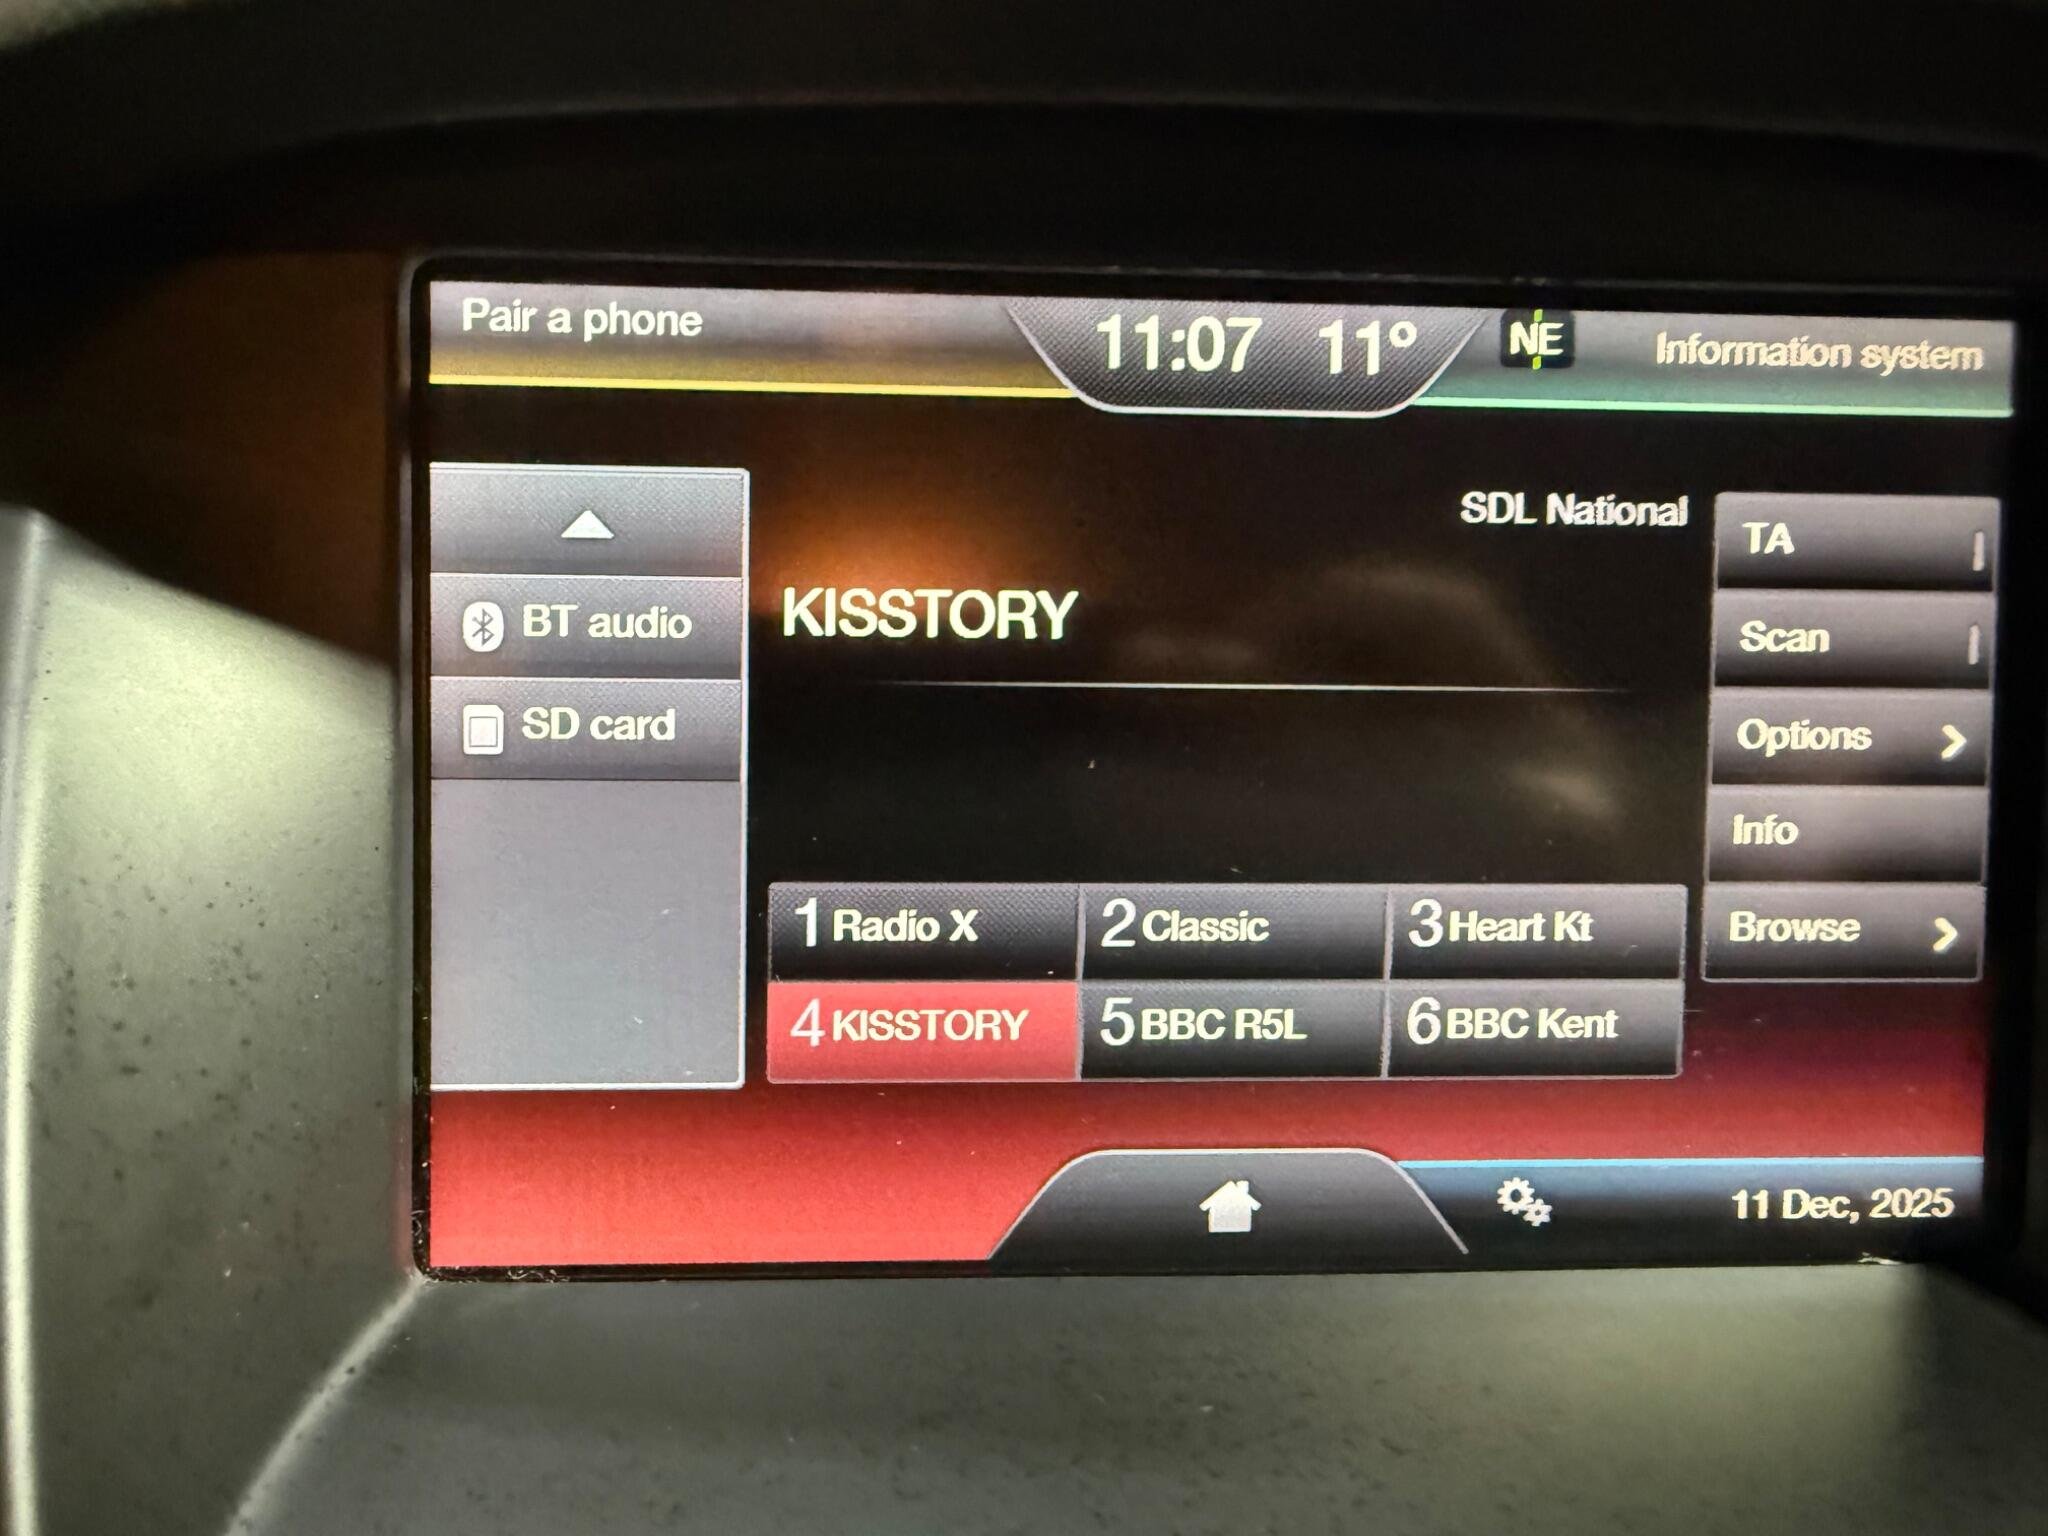 Pair a phone
11:07 11°
NE
Information system
BT audio
SD card
SDL National
KISSTORY
1 Radio X
2 Classic
3 Heart Kt
4 KISSTORY
5 BBC R5L
6 BBC Kent
TA
Scan
Options
Info
Browse
11 Dec, 2025